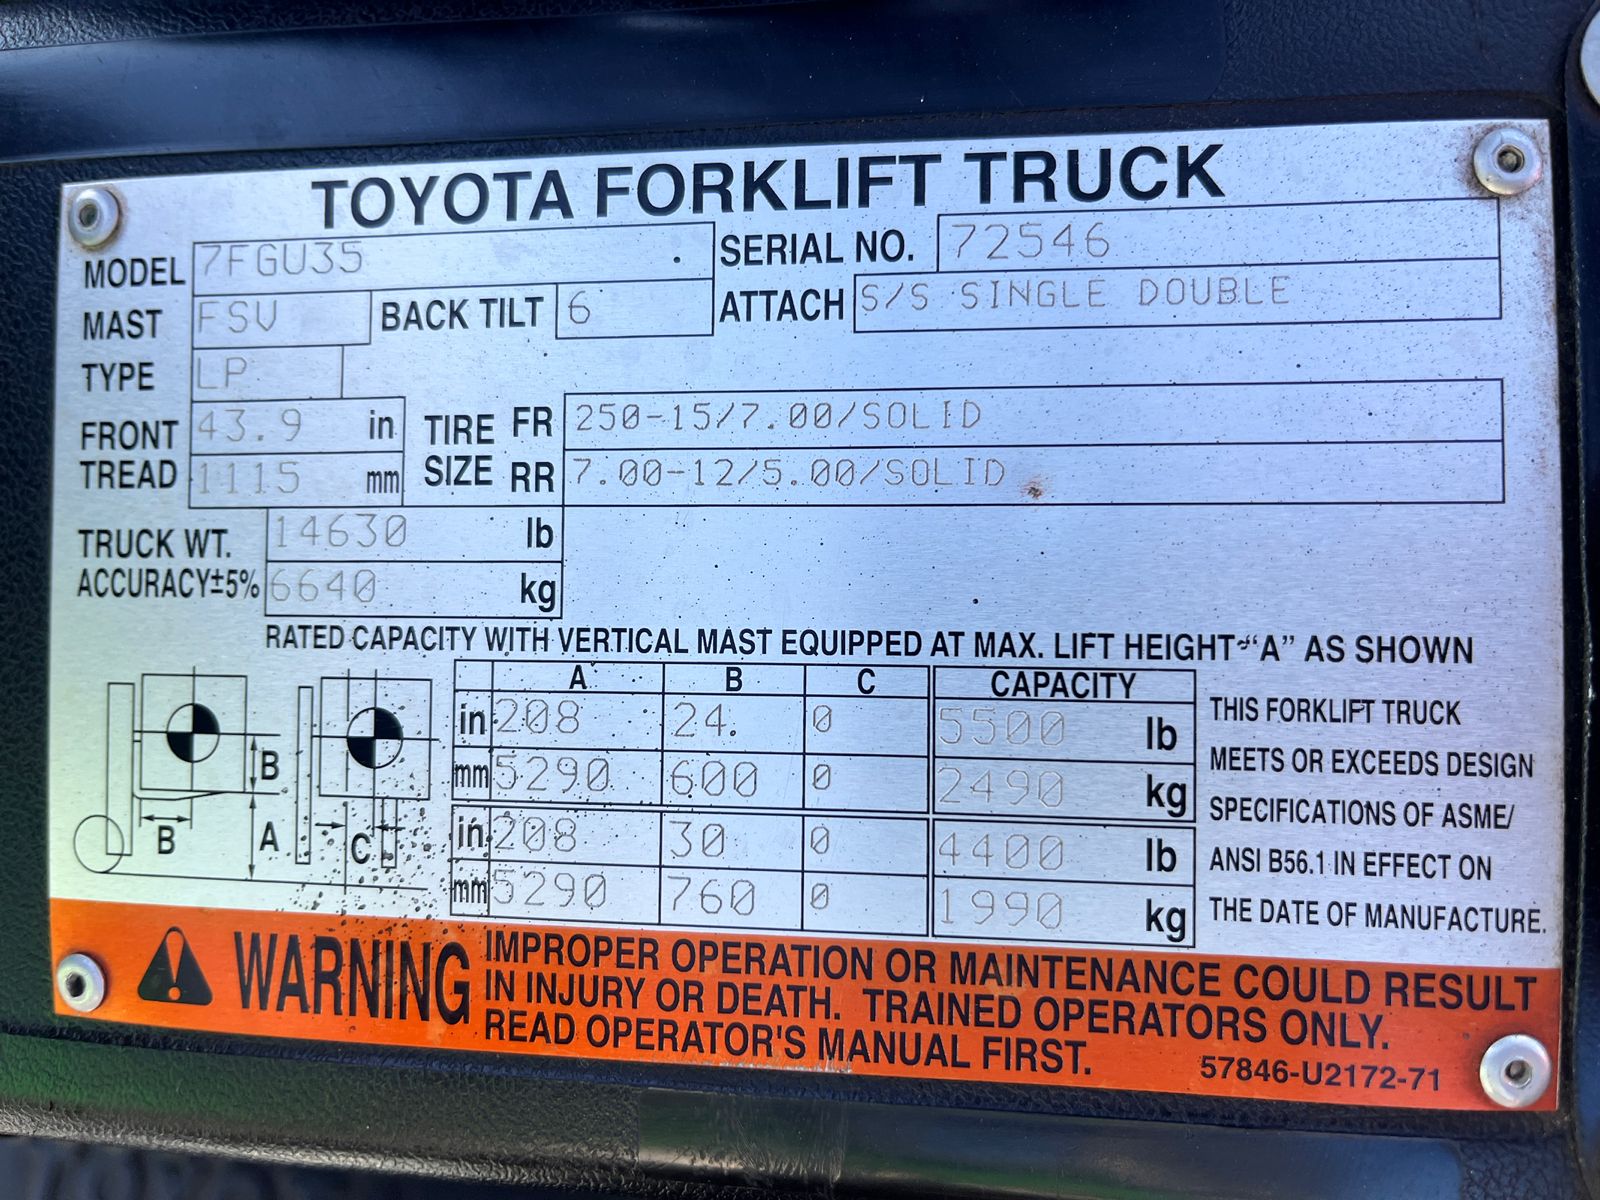 TOYOTA FORKLIFT TRUCK
MODEL 7FGU35 SERIAL NO. 72546
MAST FSV BACK TILT 6 ATTACH S/S SINGLE DOUBLE
TYPE LP
FRONT TREAD 43.9 in TIRE SIZE FR 250-15/7.00/SOLID
1115 mm RR 7.00-12/5.00/SOLID
TRUCK WT. 14630 lb
ACCURACY±5% 6640 kg
RATED CAPACITY WITH VERTICAL MAST EQUIPPED AT MAX. LIFT HEIGHT-"A" AS SHOWN
A B C CAPACITY
in 208 24. 0 5500 lb
mm 5290 600 0 2490 kg
in 208 30 0 4400 lb
mm 5290 760 0 1990 kg
B
B
A
C
THIS FORKLIFT TRUCK
MEETS OR EXCEEDS DESIGN
SPECIFICATIONS OF ASME/
ANSI B56.1 IN EFFECT ON
THE DATE OF MANUFACTURE.
WARNING
IMPROPER OPERATION OR MAINTENANCE COULD RESULT
IN INJURY OR DEATH. TRAINED OPERATORS ONLY.
READ OPERATOR'S MANUAL FIRST.
57846-U2172-71